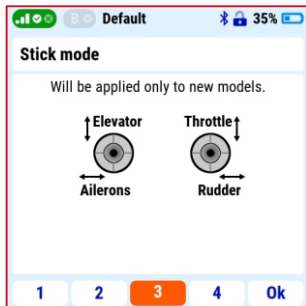 B Default 35%
Stick mode
Will be applied only to new models.
Elevator Throttle
Ailerons Rudder
1 2 3 4 Ok